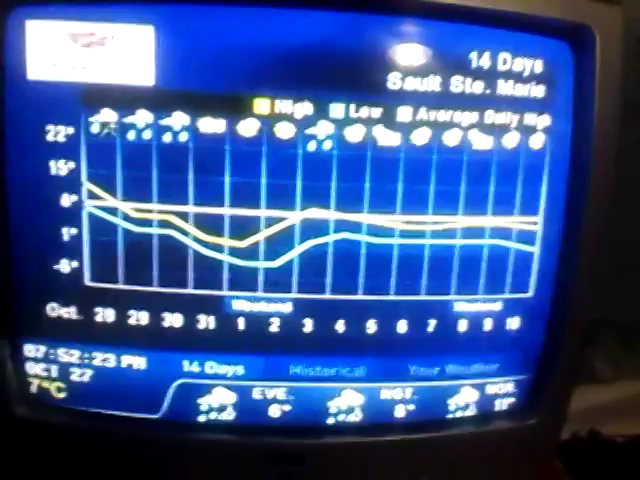 14 Days
Sault Ste. Marie
High Low Average Daily High
22°
15°
8°
1°
-6°
Weekend Weekend
Oct. 28 29 30 31 1 2 3 4 5 6 7 8 9 10
07:52:23 PM
OCT 27
7°C
14 Days Historical Your Weather
EVE. NGT.
6° 8° 11°